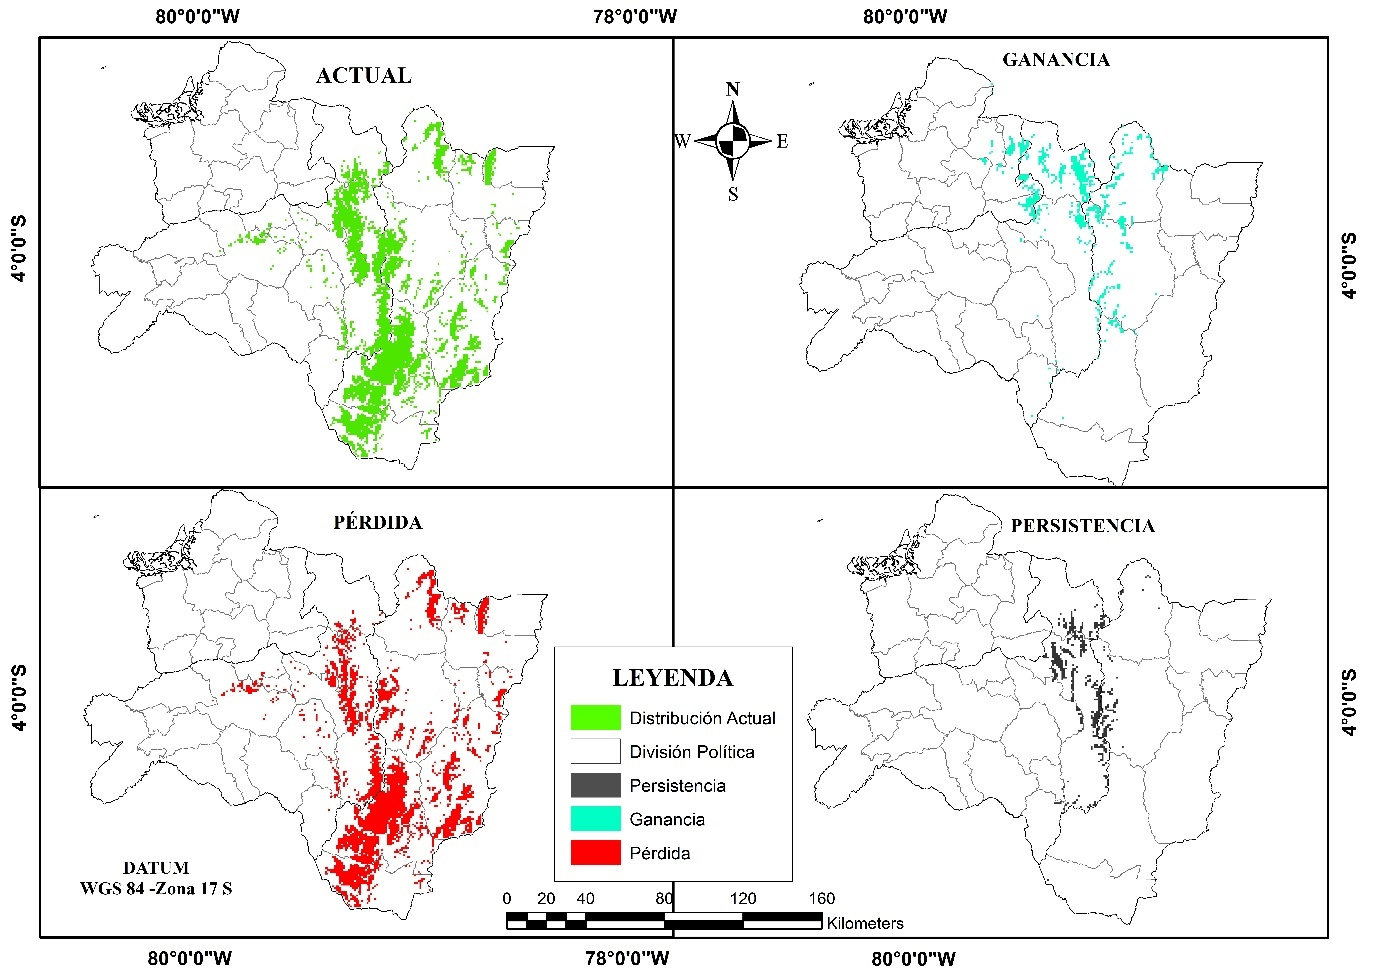 80°0'0"W 78°0'0"W 80°0'0"W
ACTUAL
GANANCIA
N
W E
S
4°0'0"S
4°0'0"S
PÉRDIDA
PERSISTENCIA
4°0'0"S
4°0'0"S
LEYENDA
Distribución Actual
División Política
Persistencia
Ganancia
Pérdida
DATUM
WGS 84 -Zona 17 S
0 20 40 80 120 160
Kilometers
80°0'0"W 78°0'0"W 80°0'0"W